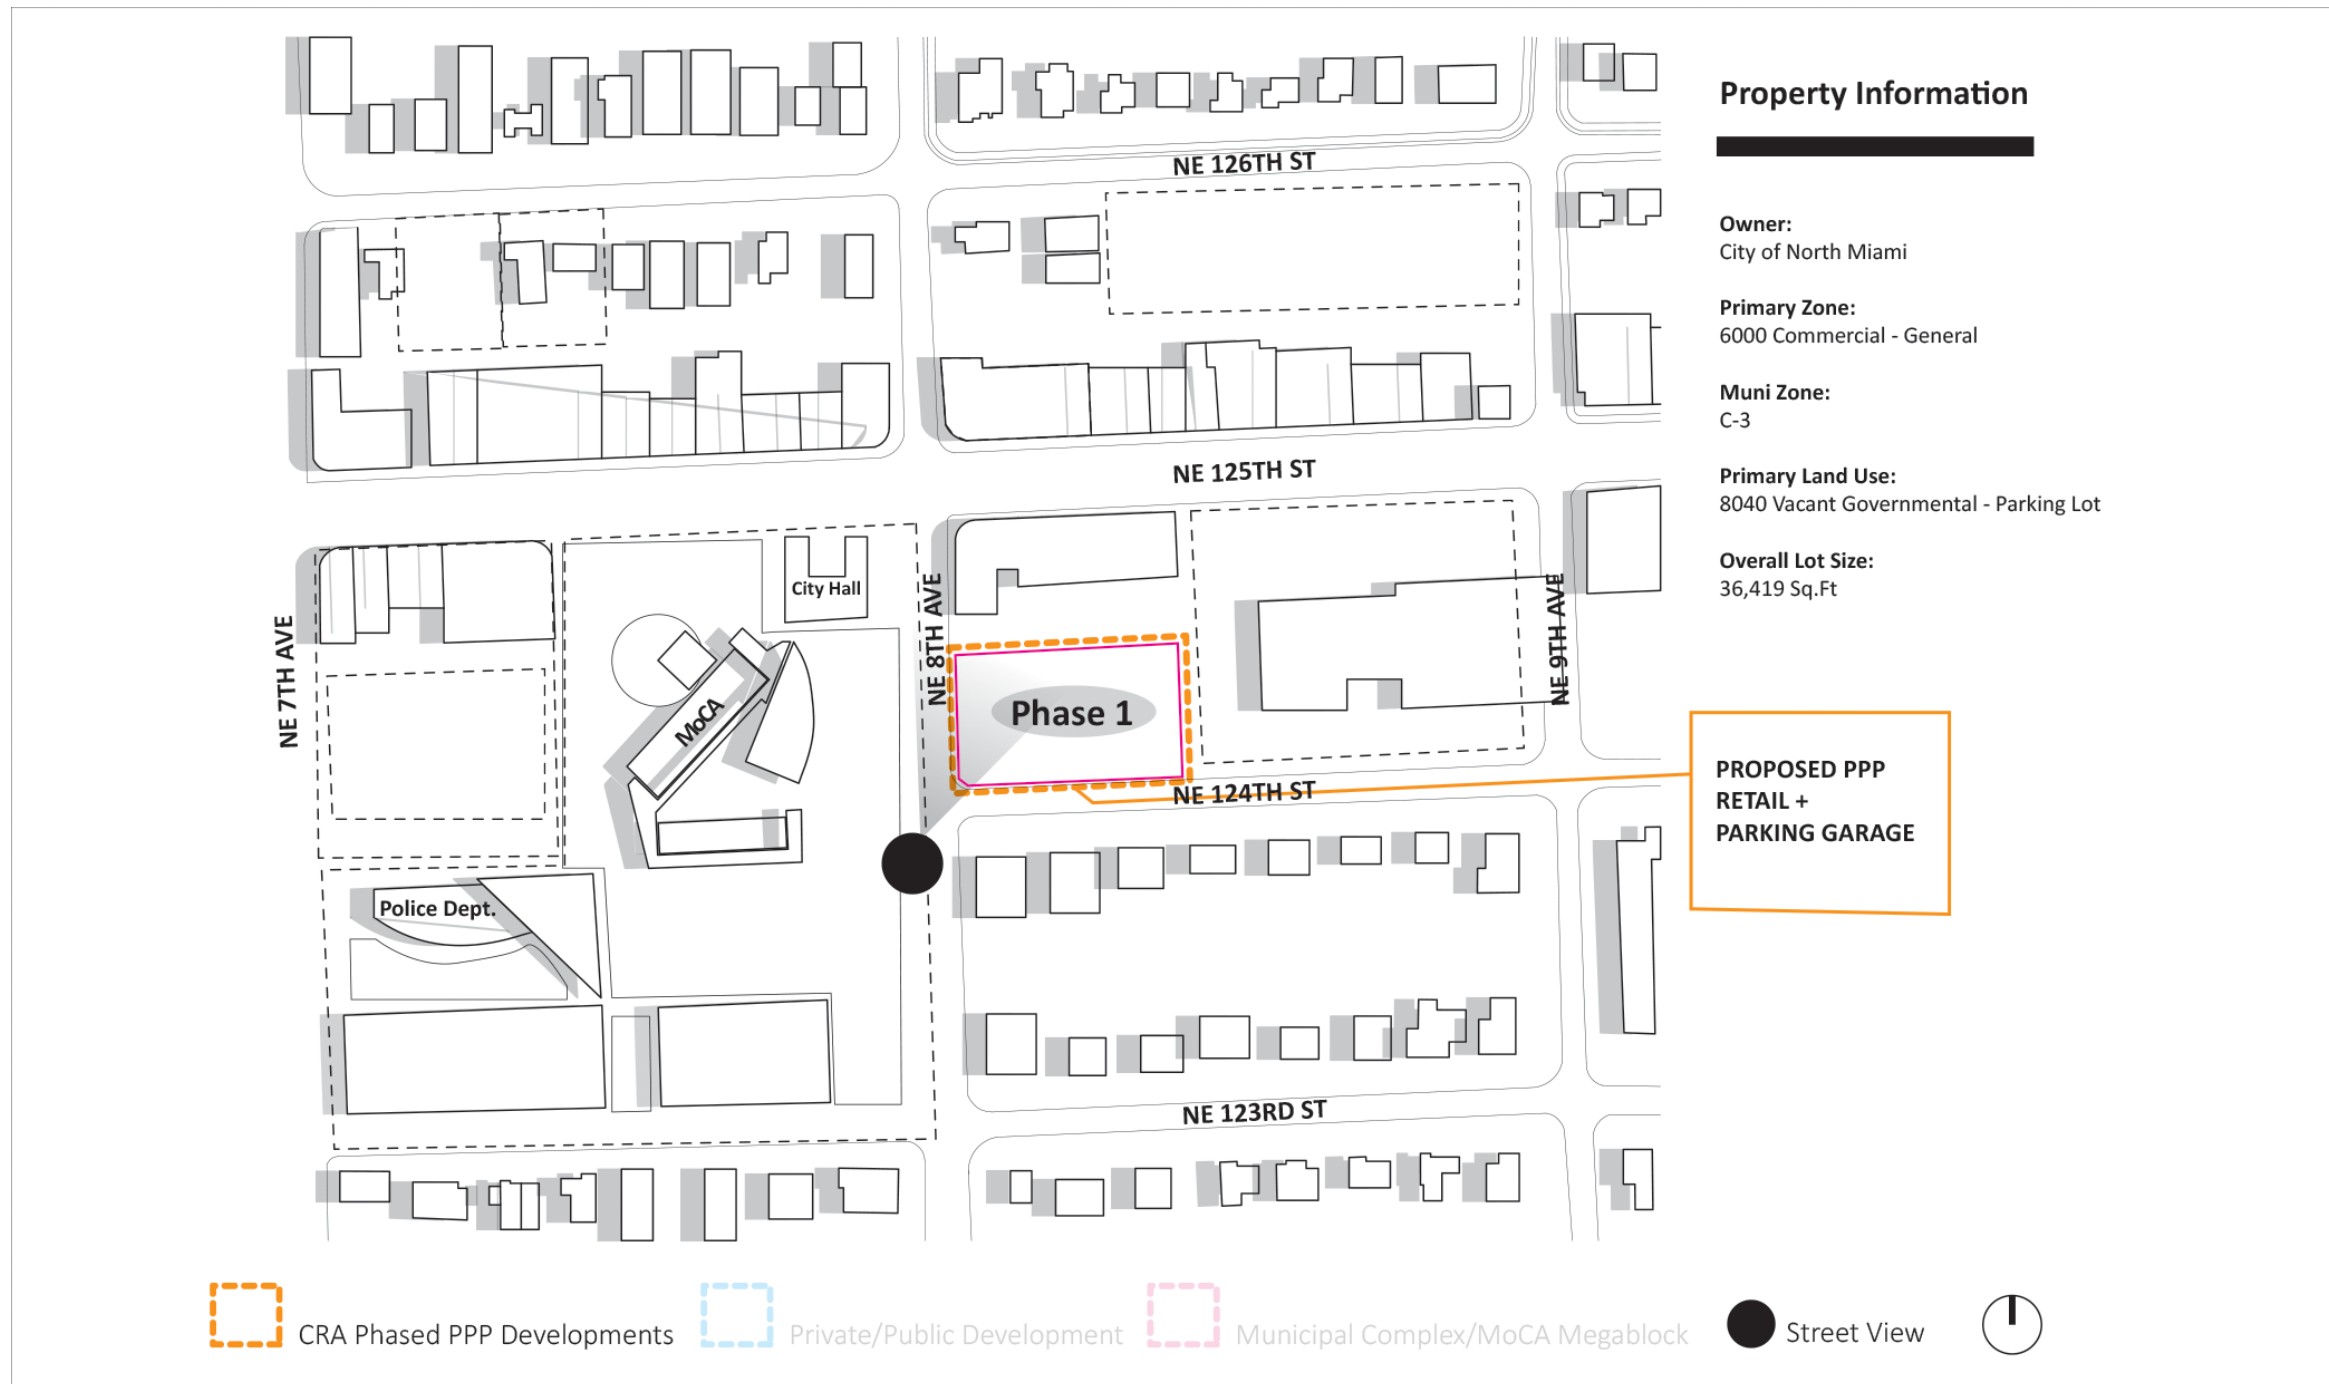 Property Information
Owner:
City of North Miami
Primary Zone:
6000 Commercial - General
Muni Zone:
C-3
Primary Land Use:
8040 Vacant Governmental - Parking Lot
Overall Lot Size:
36,419 Sq.Ft
NE 126TH ST
NE 125TH ST
City Hall
NE 8TH AVE
NE 9TH AVE
NE 7TH AVE
MoCA
Phase 1
NE 124TH ST
PROPOSED PPP
RETAIL +
PARKING GARAGE
Police Dept.
NE 123RD ST
CRA Phased PPP Developments
Private/Public Development
Municipal Complex/MoCA Megablock
Street View